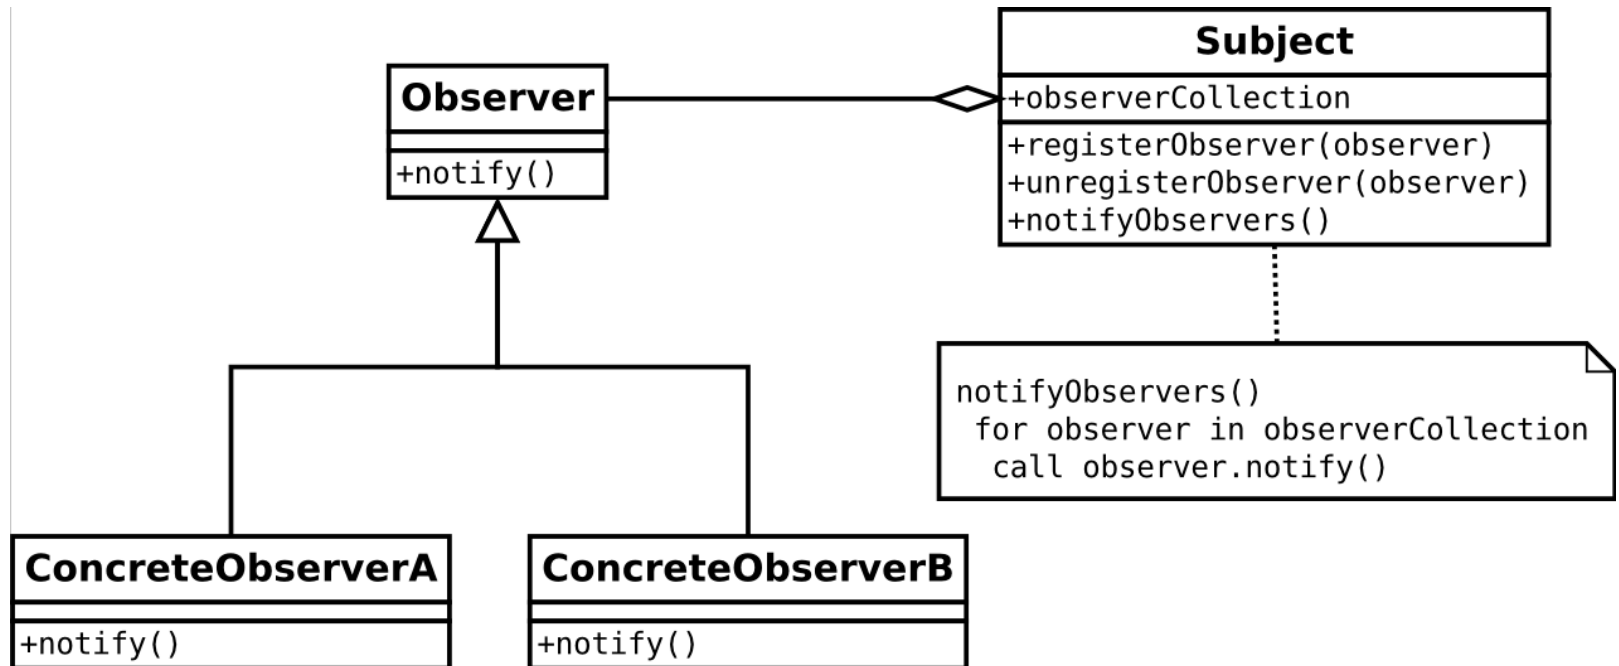 Subject
+observerCollection
+registerObserver(observer)
+unregisterObserver(observer)
+notifyObservers()
Observer
+notify()
notifyObservers()
for observer in observerCollection
call observer.notify()
ConcreteObserverA
+notify()
ConcreteObserverB
+notify()